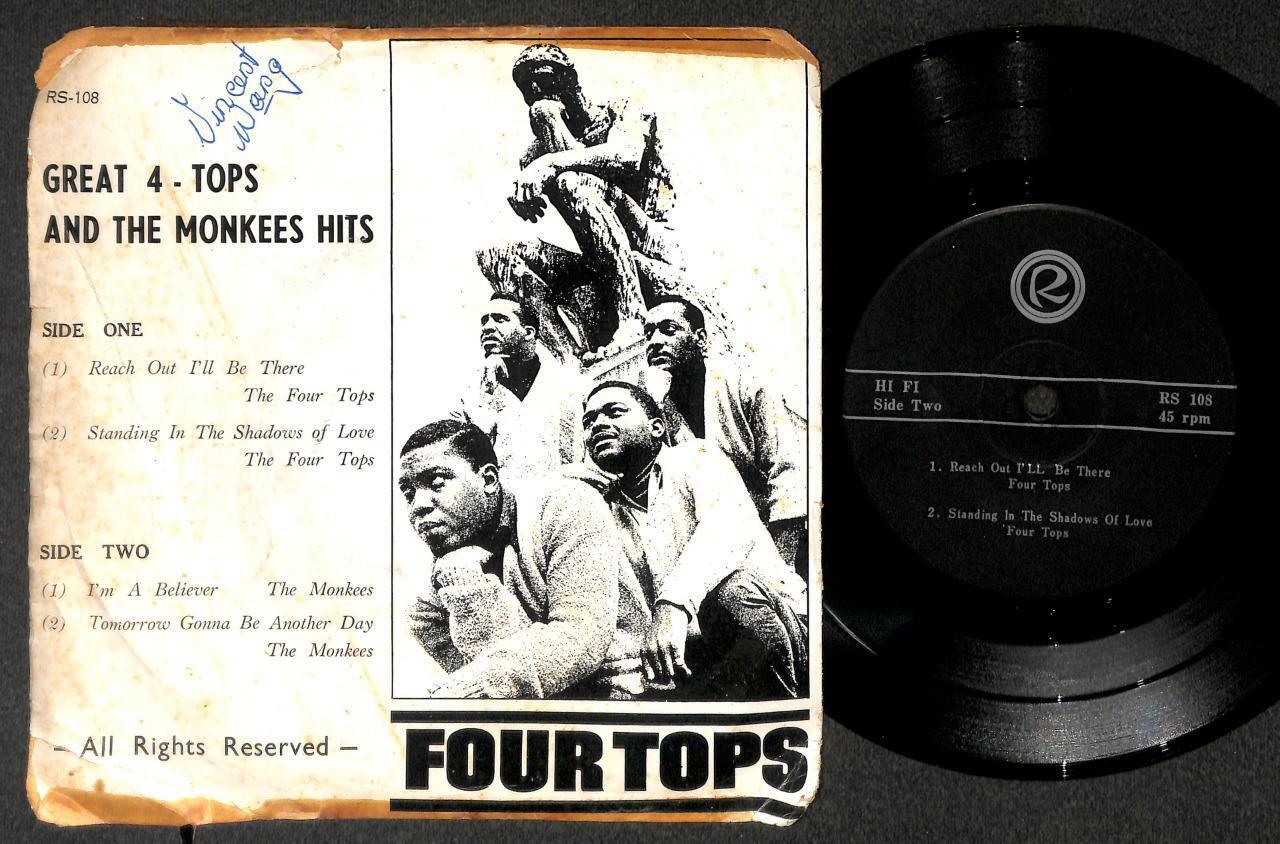 RS-108
Vincent
Wang
GREAT 4 - TOPS
AND THE MONKEES HITS
SIDE ONE
(1) Reach Out I'll Be There
The Four Tops
(2) Standing In The Shadows of Love
The Four Tops
SIDE TWO
(1) I'm A Believer The Monkees
(2) Tomorrow Gonna Be Another Day
The Monkees
– All Rights Reserved –
FOUR TOPS
R
HI FI
Side Two
RS 108
45 rpm
1. Reach Out I'LL Be There
Four Tops
2. Standing In The Shadows Of Love
Four Tops